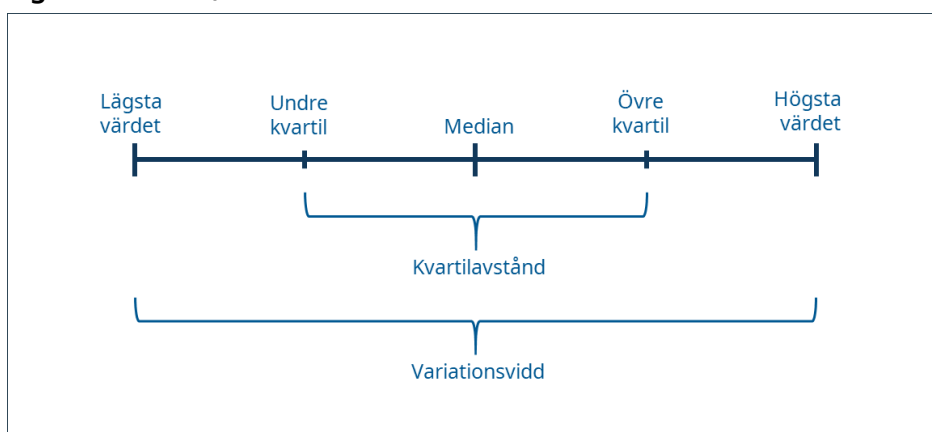 Lägsta
värdet
Undre
kvartil
Median
Övre
kvartil
Högsta
värdet
Kvartilavstånd
Variationsvidd